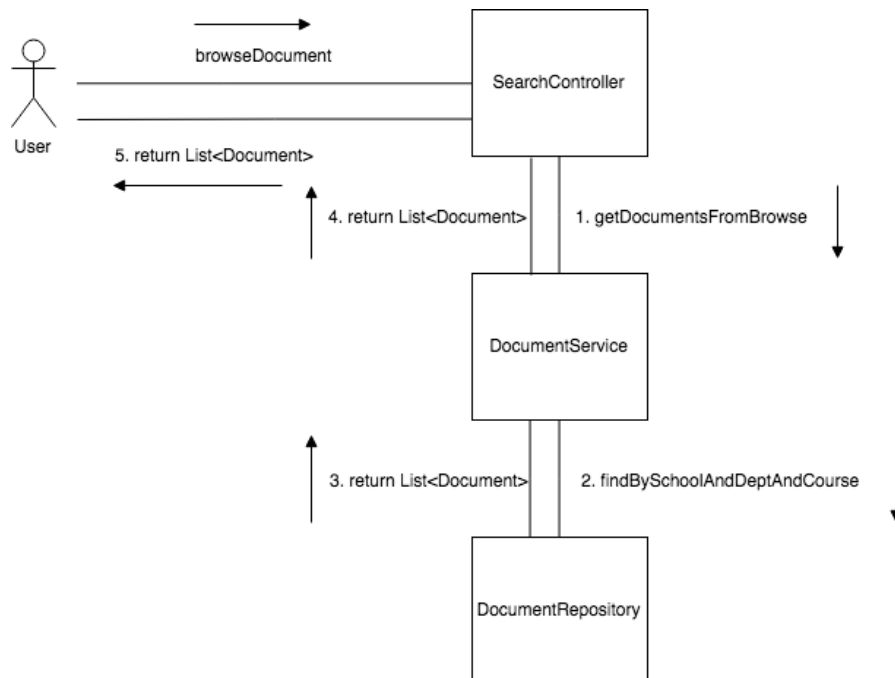 browseDocument
SearchController
User
5. return List<Document>
4. return List<Document>
1. getDocumentsFromBrowse
DocumentService
3. return List<Document>
2. findBySchoolAndDeptAndCourse
DocumentRepository